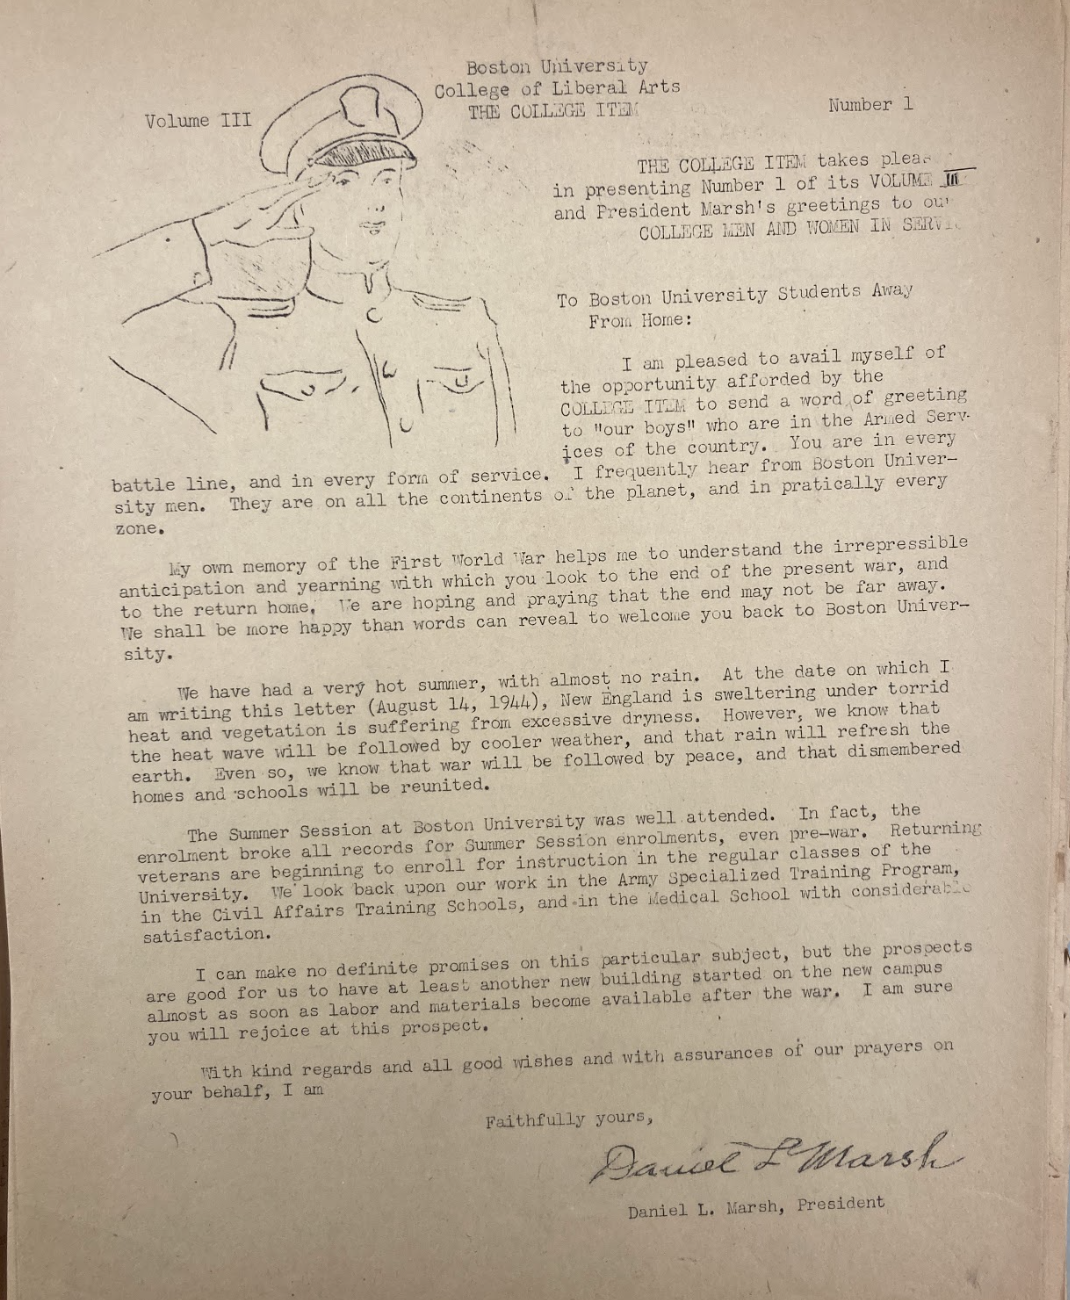 Boston University
College of Liberal Arts
THE COLLEGE ITEM
Volume III
Number 1
THE COLLEGE ITEM takes
in presenting Number 1 of its VOLUME III
and President Marsh's greetings to our
COLLEGE MEN AND WOMEN IN
To Boston University Students Away
From Home:
I am pleased to avail myself of
the opportunity afforded by the
COLLEGE ITEM to send a word of greeting
to "our boys" who are in the Armed Serv-
ices of the country. You are in every
battle line, and in every form of service. I frequently hear from Boston Univer-
sity men. They are on all the continents of the planet, and in pratically every
zone.
My own memory of the First World War helps me to understand the irrepressible
anticipation and yearning with which you look to the end of the present war, and
to the return home. We are hoping and praying that the end may not be far away.
We shall be more happy than words can reveal to welcome you back to Boston Univer-
sity.
We have had a very hot summer, with almost no rain. At the date on which I
am writing this letter (August 14, 1944), New England is sweltering under torrid
heat and vegetation is suffering from excessive dryness. However, we know that
the heat wave will be followed by cooler weather, and that rain will refresh the
earth. Even so, we know that war will be followed by peace, and that dismembered
homes and schools will be reunited.
The Summer Session at Boston University was well attended. In fact, the
enrolment broke all records for Summer Session enrolments, even pre-war. Returning
veterans are beginning to enroll for instruction in the regular classes of the
University. We look back upon our work in the Army Specialized Training Program,
in the Civil Affairs Training Schools, and in the Medical School with considerable
satisfaction.
I can make no definite promises on this particular subject, but the prospects
are good for us to have at least another new building started on the new campus
almost as soon as labor and materials become available after the war. I am sure
you will rejoice at this prospect.
With kind regards and all good wishes and with assurances of our prayers on
your behalf, I am
Faithfully yours,
Daniel L. Marsh
Daniel L. Marsh, President